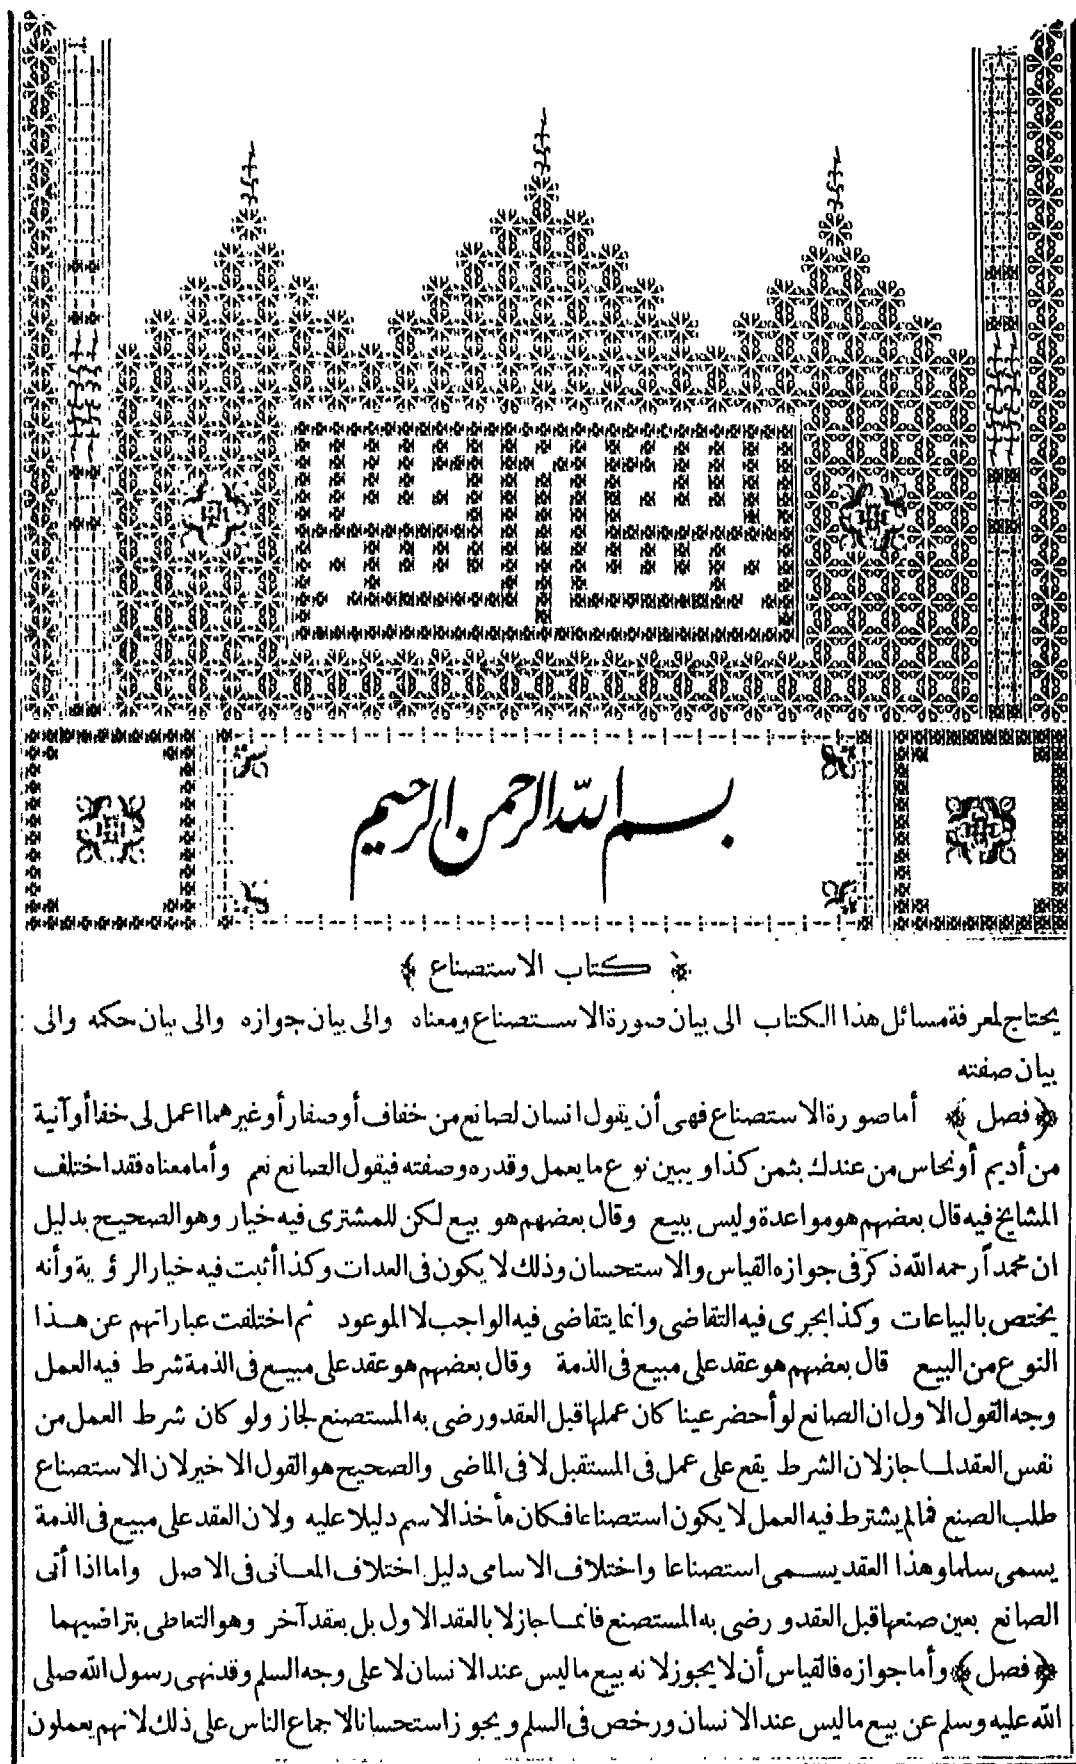 بسم الله الرحمن الرحيم
﴿ كتاب الاستصناع ﴾
يحتاج لمعرفة مسائل هذا الكتاب الى بيان صورة الاستصناع ومعناه والى بيان جوازه والى بيان حكمه والى
بيان صفته
﴿ فصل ﴾ أما صورة الاستصناع فهى أن يقول انسان لصانع من خفاف أو صفار أو غيرهما اعمل لى خفا أو آنية
من أديم أو نحاس من عندك بثمن كذا ويبين نوع ما يعمل وقدره وصفته فيقول الصانع نعم وأما معناه فقد اختلف
المشايخ فيه قال بعضهم هو مواعدة وليس ببيع وقال بعضهم هو بيع لكن للمشترى فيه خيار وهو الصحيح بدليل
ان محمدا رحمه الله ذكر فى جوازه القياس والاستحسان وذلك لا يكون فى العدات وكذا أثبت فيه خيار الرؤية وأنه
يختص بالبياعات وكذا يجرى فيه التقاضى وانما يتقاضى فيه الواجب لا الموعود ثم اختلفت عباراتهم عن هذا
النوع من البيع قال بعضهم هو عقد على مبيع فى الذمة وقال بعضهم هو عقد على مبيع فى الذمة شرط فيه العمل
وجه القول الاول ان الصانع لو أحضر عينا كان عملها قبل العقد ورضى به المستصنع لجاز ولو كان شرط العمل من
نفس العقد لما جاز لان الشرط يقع على عمل فى المستقبل لا فى الماضى والصحيح هو القول الاخير لان الاستصناع
طلب الصنع فما لم يشترط فيه العمل لا يكون استصناعا فكان مأخذ الاسم دليلا عليه ولان العقد على مبيع فى الذمة
يسمى سلما وهذا العقد يسمى استصناعا واختلاف الاسامى دليل اختلاف المعانى فى الاصل واما اذا أتى
الصانع بعين صنعها قبل العقد ورضى به المستصنع فانما جاز لا بالعقد الاول بل بعقد آخر وهو التعاطى بتراضيهما
﴿ فصل ﴾ وأما جوازه فالقياس أن لا يجوز لانه بيع ما ليس عند الانسان لا على وجه السلم وقد نهى رسول الله صلى
الله عليه وسلم عن بيع ما ليس عند الانسان ورخص فى السلم ويجوز استحسانا لاجماع الناس على ذلك لانهم يعملون